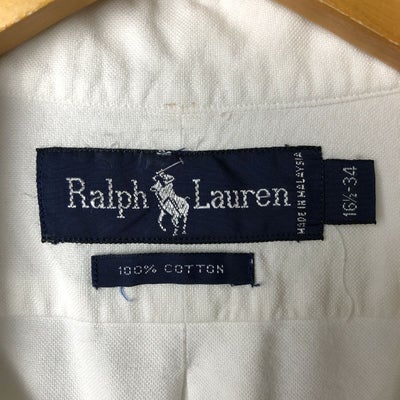 Ralph Lauren
MADE IN MALAYSIA
16½-34
100% COTTON